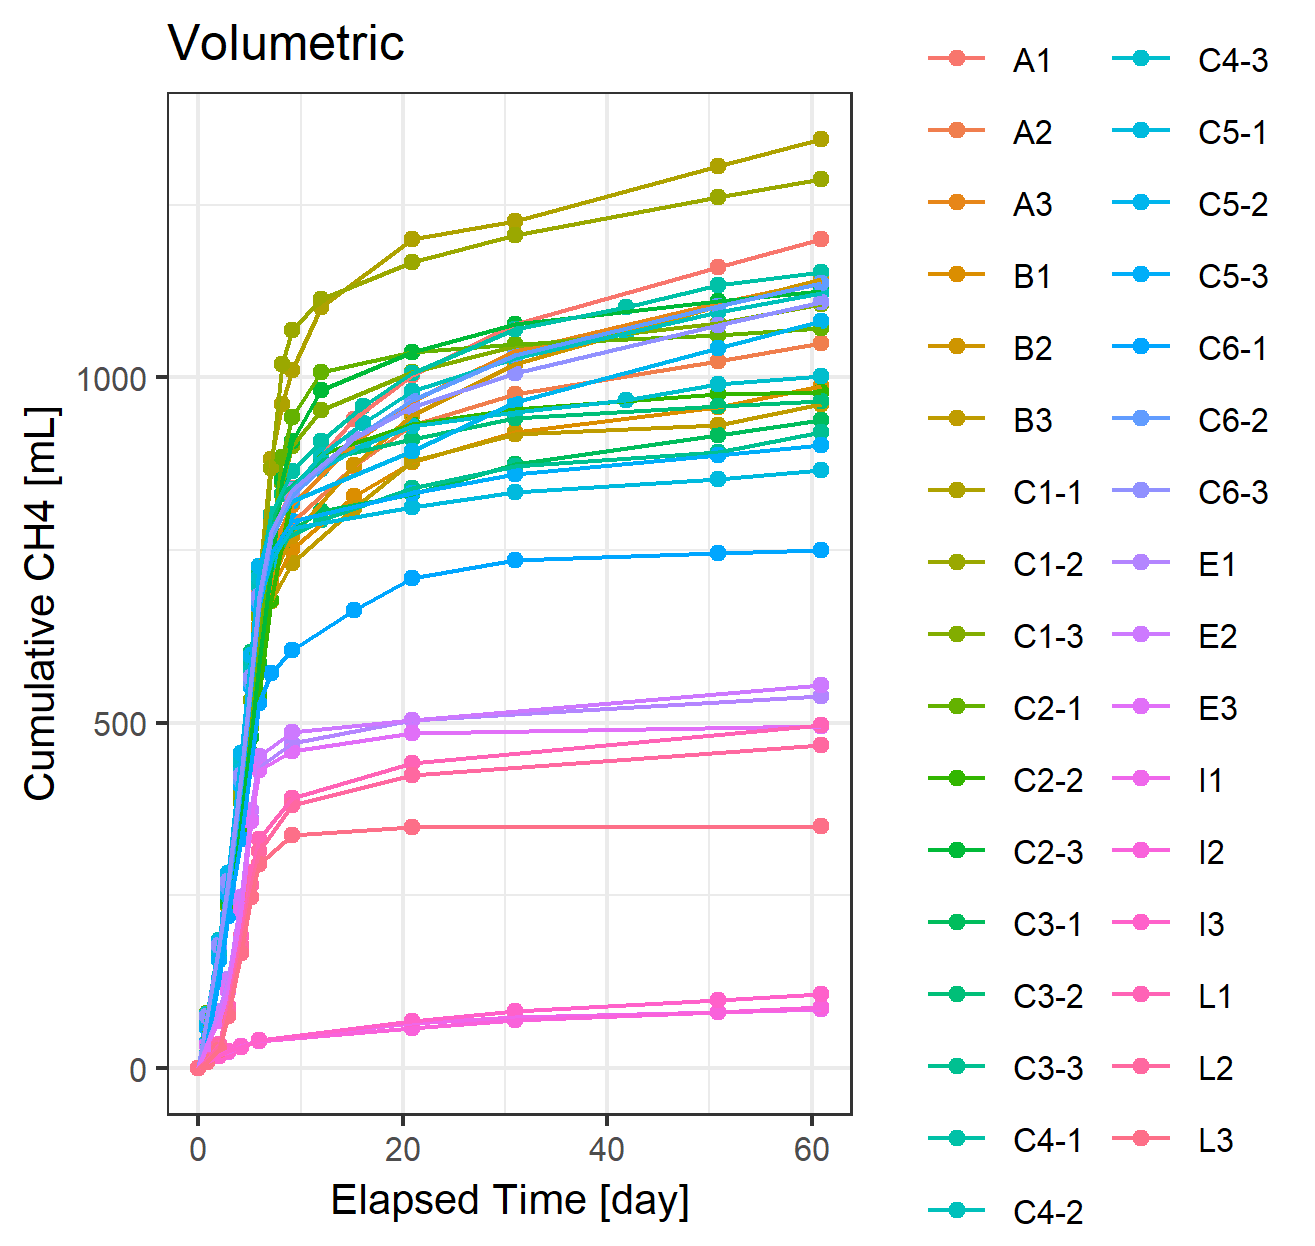 Volumetric
Cumulative CH4 [mL]
1000
500
0
0 20 40 60
Elapsed Time [day]
A1
A2
A3
B1
B2
B3
C1-1
C1-2
C1-3
C2-1
C2-2
C2-3
C3-1
C3-2
C3-3
C4-1
C4-2
C4-3
C5-1
C5-2
C5-3
C6-1
C6-2
C6-3
E1
E2
E3
I1
I2
I3
L1
L2
L3